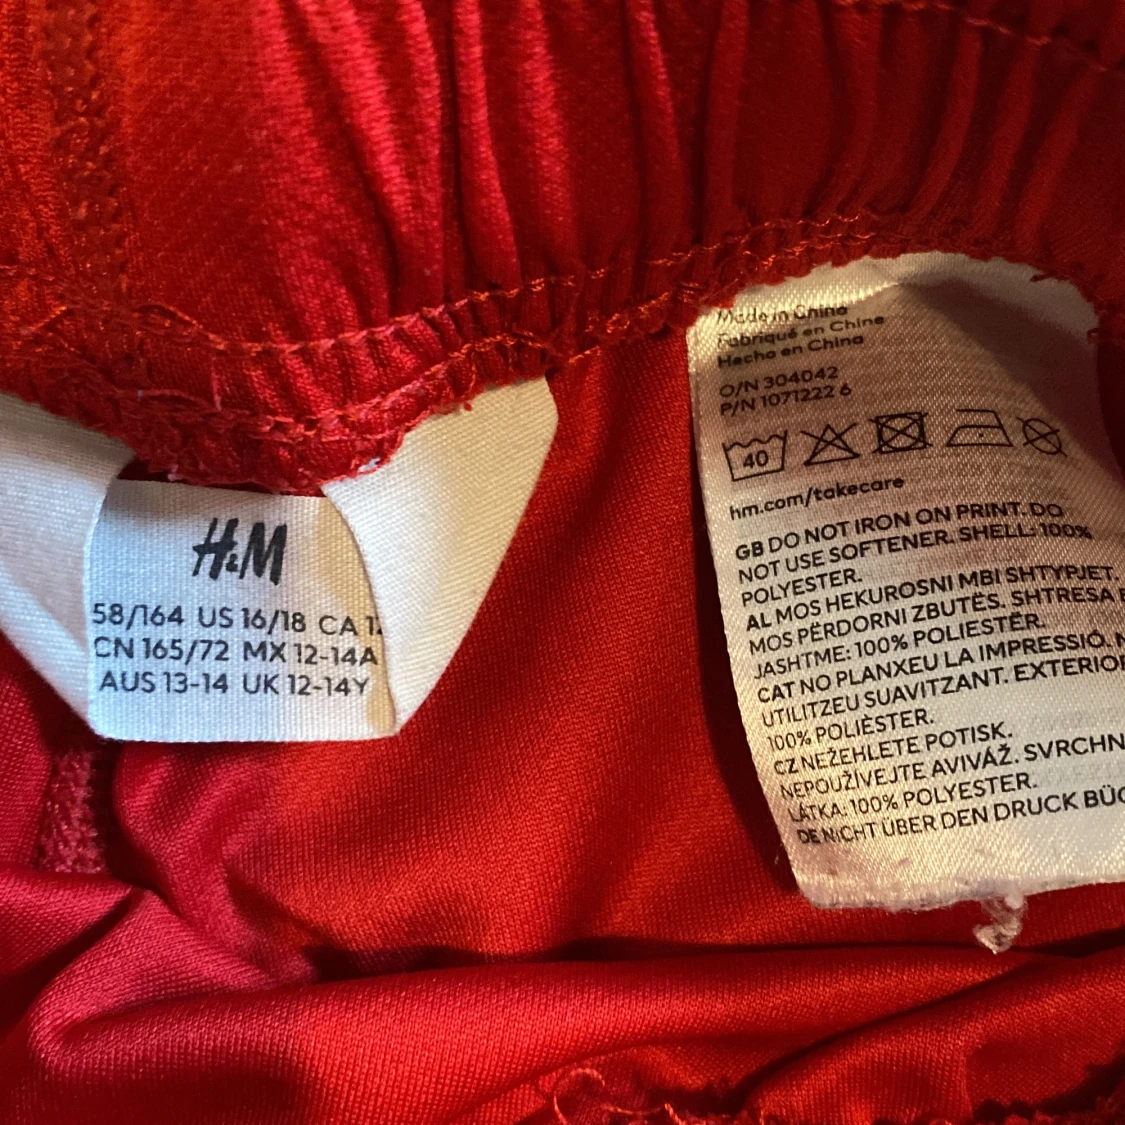 H&M
58/164 US 16/18 CA
CN 165/72 MX 12-14A
AUS 13-14 UK 12-14Y
Made in China
Fabriqué en Chine
Hecho en China
O/N 304042
P/N 1071222 6
40
hm.com/takecare
GB DO NOT IRON ON PRINT. DO
NOT USE SOFTENER. SHELL: 100%
POLYESTER.
AL MOS HEKUROSNI MBI SHTYPJET.
MOS PËRDORNI ZBUTËS. SHTRESA
JASHTME: 100% POLIESTËR.
CAT NO PLANXEU LA IMPRESSIÓ.
UTILITZEU SUAVITZANT. EXTERIOR
100% POLIÈSTER.
CZ NEŽEHLETE POTISK.
NEPOUŽÍVEJTE AVIVÁŽ. SVRCHN
LÁTKA: 100% POLYESTER.
DE NICHT ÜBER DEN DRUCK BÜG